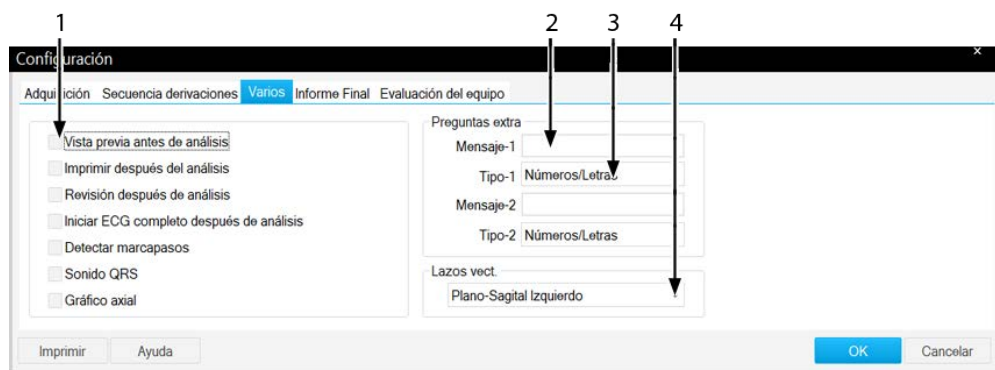 1 2 3 4
Configuración ×
Adquisición Secuencia derivaciones Varios Informe Final Evaluación del equipo
Vista previa antes de análisis
Imprimir después del análisis
Revisión después de análisis
Iniciar ECG completo después de análisis
Detectar marcapasos
Sonido QRS
Gráfico axial
Preguntas extra
Mensaje-1
Tipo-1 Números/Letras
Mensaje-2
Tipo-2 Números/Letras
Lazos vect.
Plano-Sagital Izquierdo
Imprimir Ayuda OK Cancelar